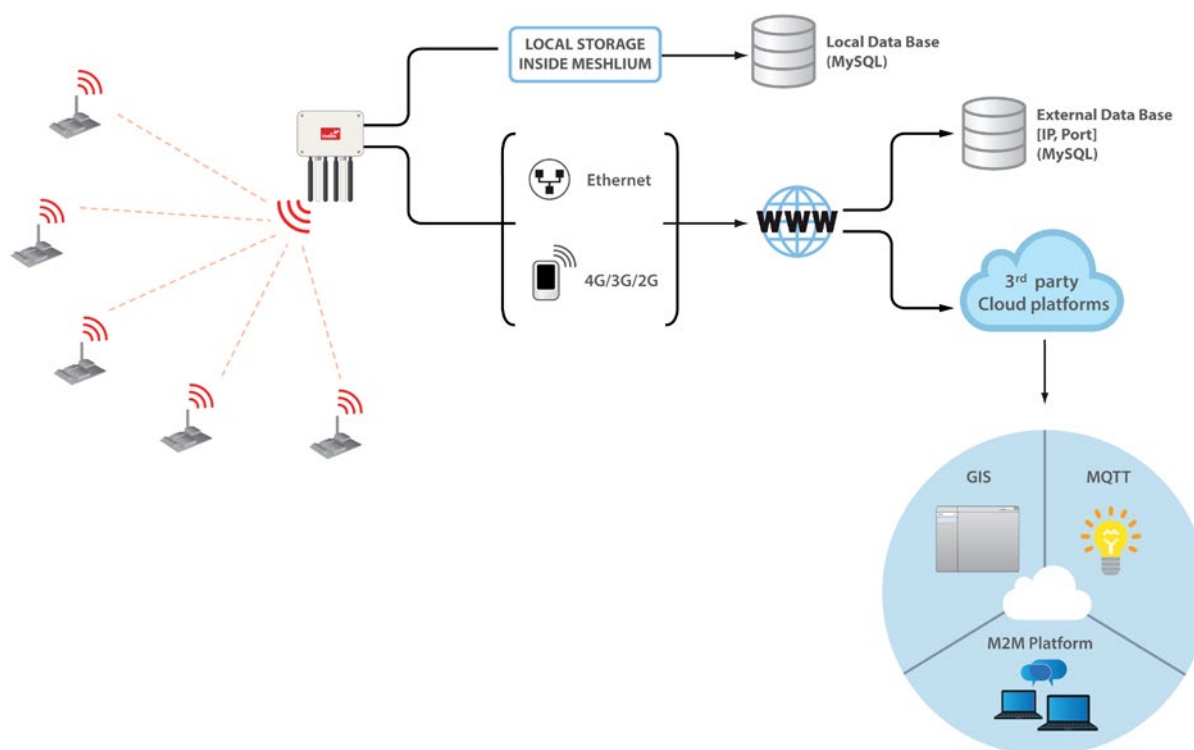 LOCAL STORAGE
INSIDE MESHLIUM
Local Data Base
(MySQL)
External Data Base
[IP, Port]
(MySQL)
Ethernet
WWW
4G/3G/2G
3rd party
Cloud platforms
GIS
MQTT
M2M Platform